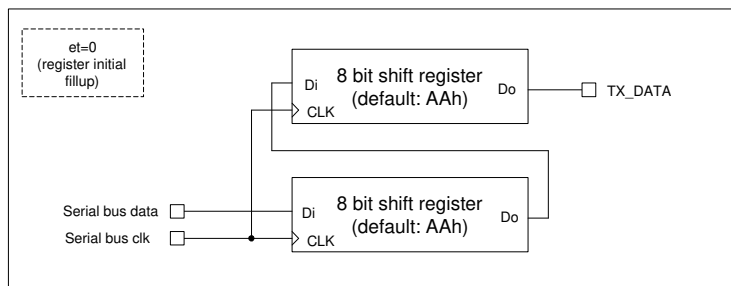 et=0
(register initial
fillup)
8 bit shift register
(default: AAh)
Di
CLK
Do
TX_DATA
8 bit shift register
(default: AAh)
Di
CLK
Do
Serial bus data
Serial bus clk